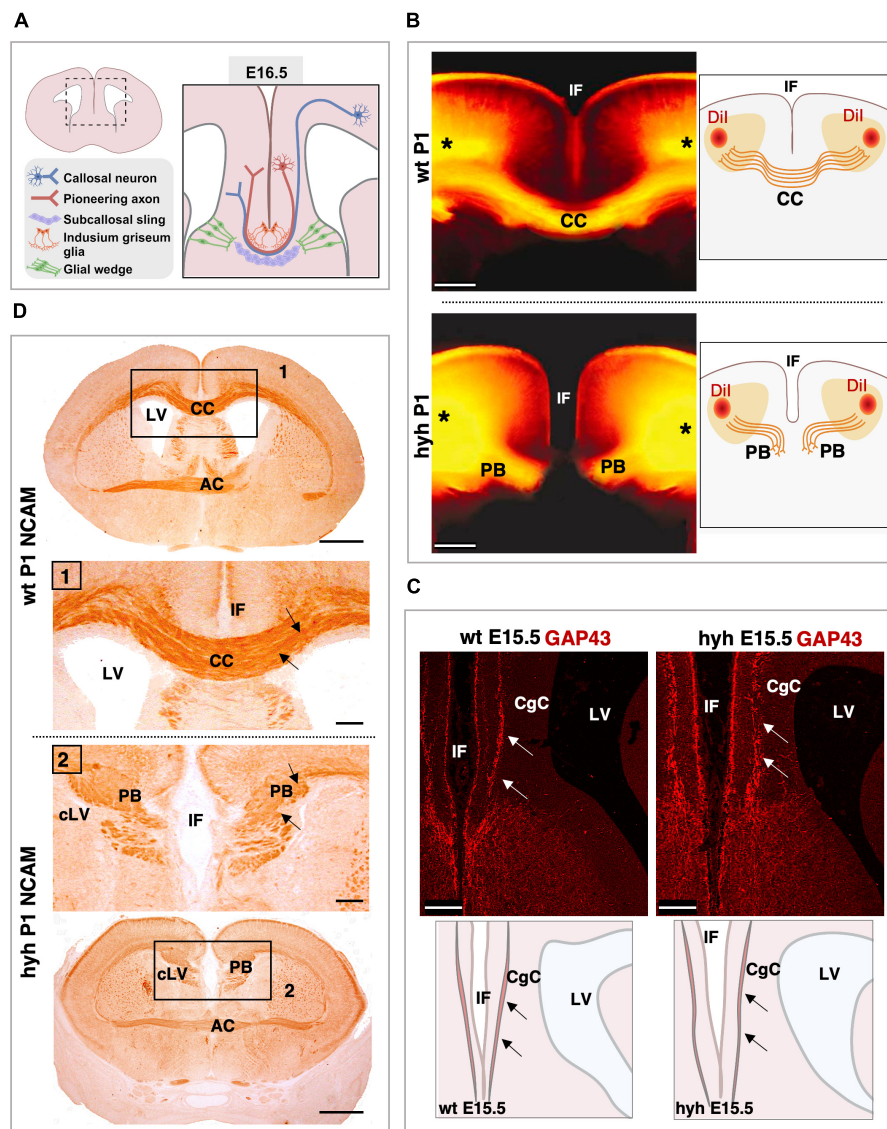 A
E16.5
Callosal neuron
Pioneering axon
Subcallosal sling
Indusium griseum
glia
Glial wedge
B
wt P1
IF
*
*
CC
IF
DiI
DiI
CC
hyh P1
IF
*
*
PB
PB
IF
DiI
DiI
PB
PB
C
wt E15.5 GAP43
hyh E15.5 GAP43
CgC
LV
IF
IF
CgC
LV
IF
CgC
LV
wt E15.5
IF
CgC
LV
hyh E15.5
D
wt P1 NCAM
1
LV
CC
AC
1
IF
CC
LV
hyh P1 NCAM
2
PB
PB
cLV
IF
cLV
PB
2
AC